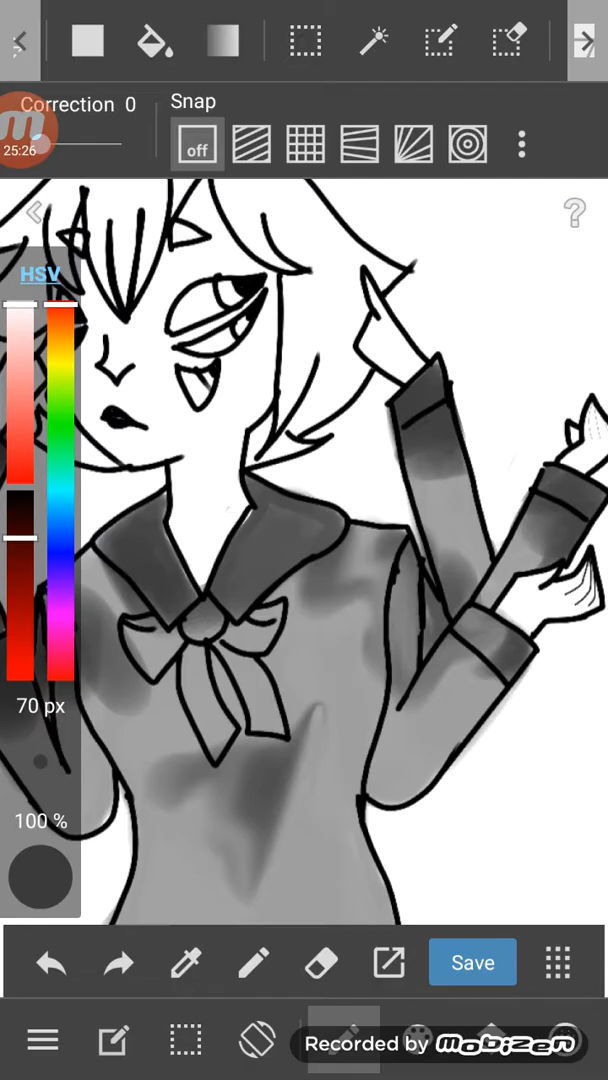 Correction 0
Snap
25:26
off
HSV
?
70 px
100 %
Save
Recorded by mobizen